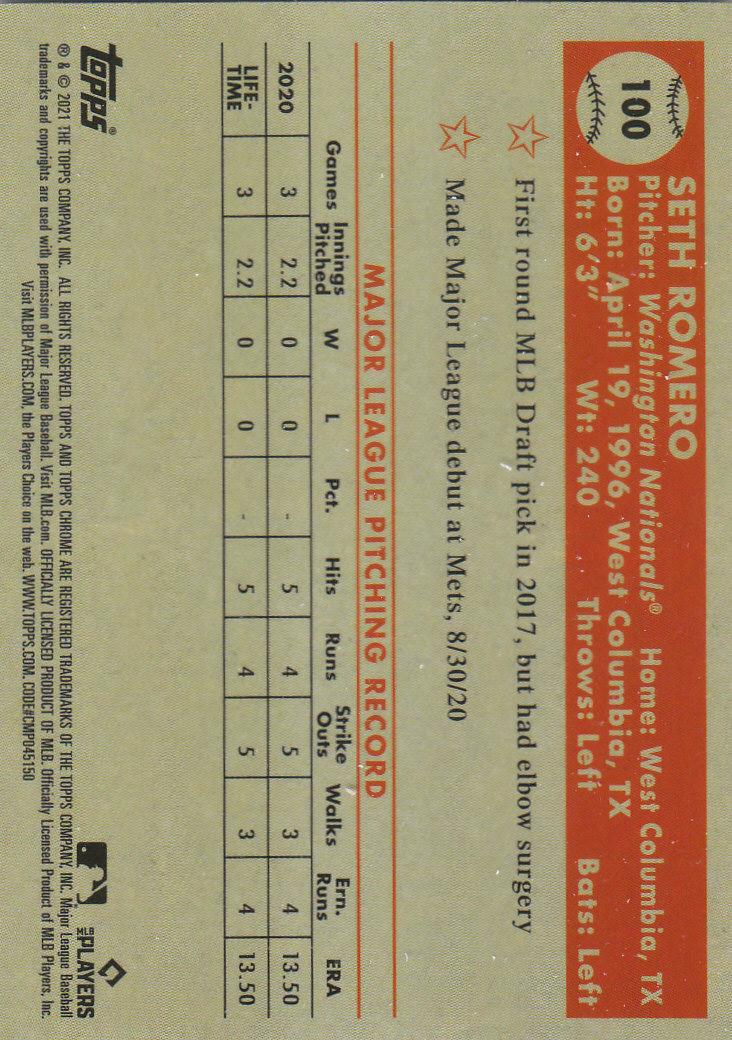 100
SETH ROMERO
Pitcher: Washington Nationals® Home: West Columbia, TX
Born: April 19, 1996, West Columbia, TX
Ht: 6'3" Wt: 240 Throws: Left Bats: Left
First round MLB Draft pick in 2017, but had elbow surgery
Made Major League debut at Mets, 8/30/20
MAJOR LEAGUE PITCHING RECORD
Games Innings Pitched W L Pct. Hits Runs Strike Outs Walks Ern. Runs ERA
2020 3 2.2 0 0 - 5 4 5 3 4 13.50
LIFE-TIME 3 2.2 0 0 - 5 4 5 3 4 13.50
topps®
MLB PLAYERS
® & © 2021 THE TOPPS COMPANY, INC. ALL RIGHTS RESERVED. TOPPS AND TOPPS CHROME ARE REGISTERED TRADEMARKS OF THE TOPPS COMPANY, INC. Major League Baseball
trademarks and copyrights are used with permission of Major League Baseball. Visit MLB.com. OFFICIALLY LICENSED PRODUCT OF MLB. Officially Licensed Product of MLB Players, Inc.
Visit MLBPLAYERS.COM, the Players Choice on the web. WWW.TOPPS.COM. CODE#CMP045150